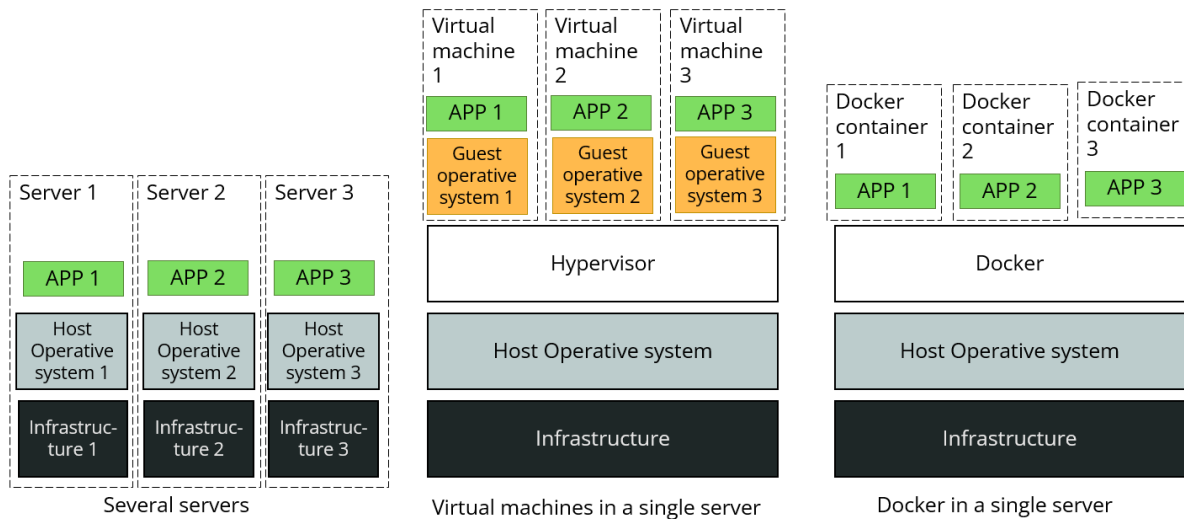 Server 1
APP 1
Host
Operative
system 1
Infrastruc-
ture 1
Server 2
APP 2
Host
Operative
system 2
Infrastruc-
ture 2
Server 3
APP 3
Host
Operative
system 3
Infrastruc-
ture 3
Several servers
Virtual
machine
1
APP 1
Guest
operative
system 1
Virtual
machine
2
APP 2
Guest
operative
system 2
Virtual
machine
3
APP 3
Guest
operative
system 3
Hypervisor
Host Operative system
Infrastructure
Virtual machines in a single server
Docker
container
1
APP 1
Docker
container
2
APP 2
Docker
container
3
APP 3
Docker
Host Operative system
Infrastructure
Docker in a single server